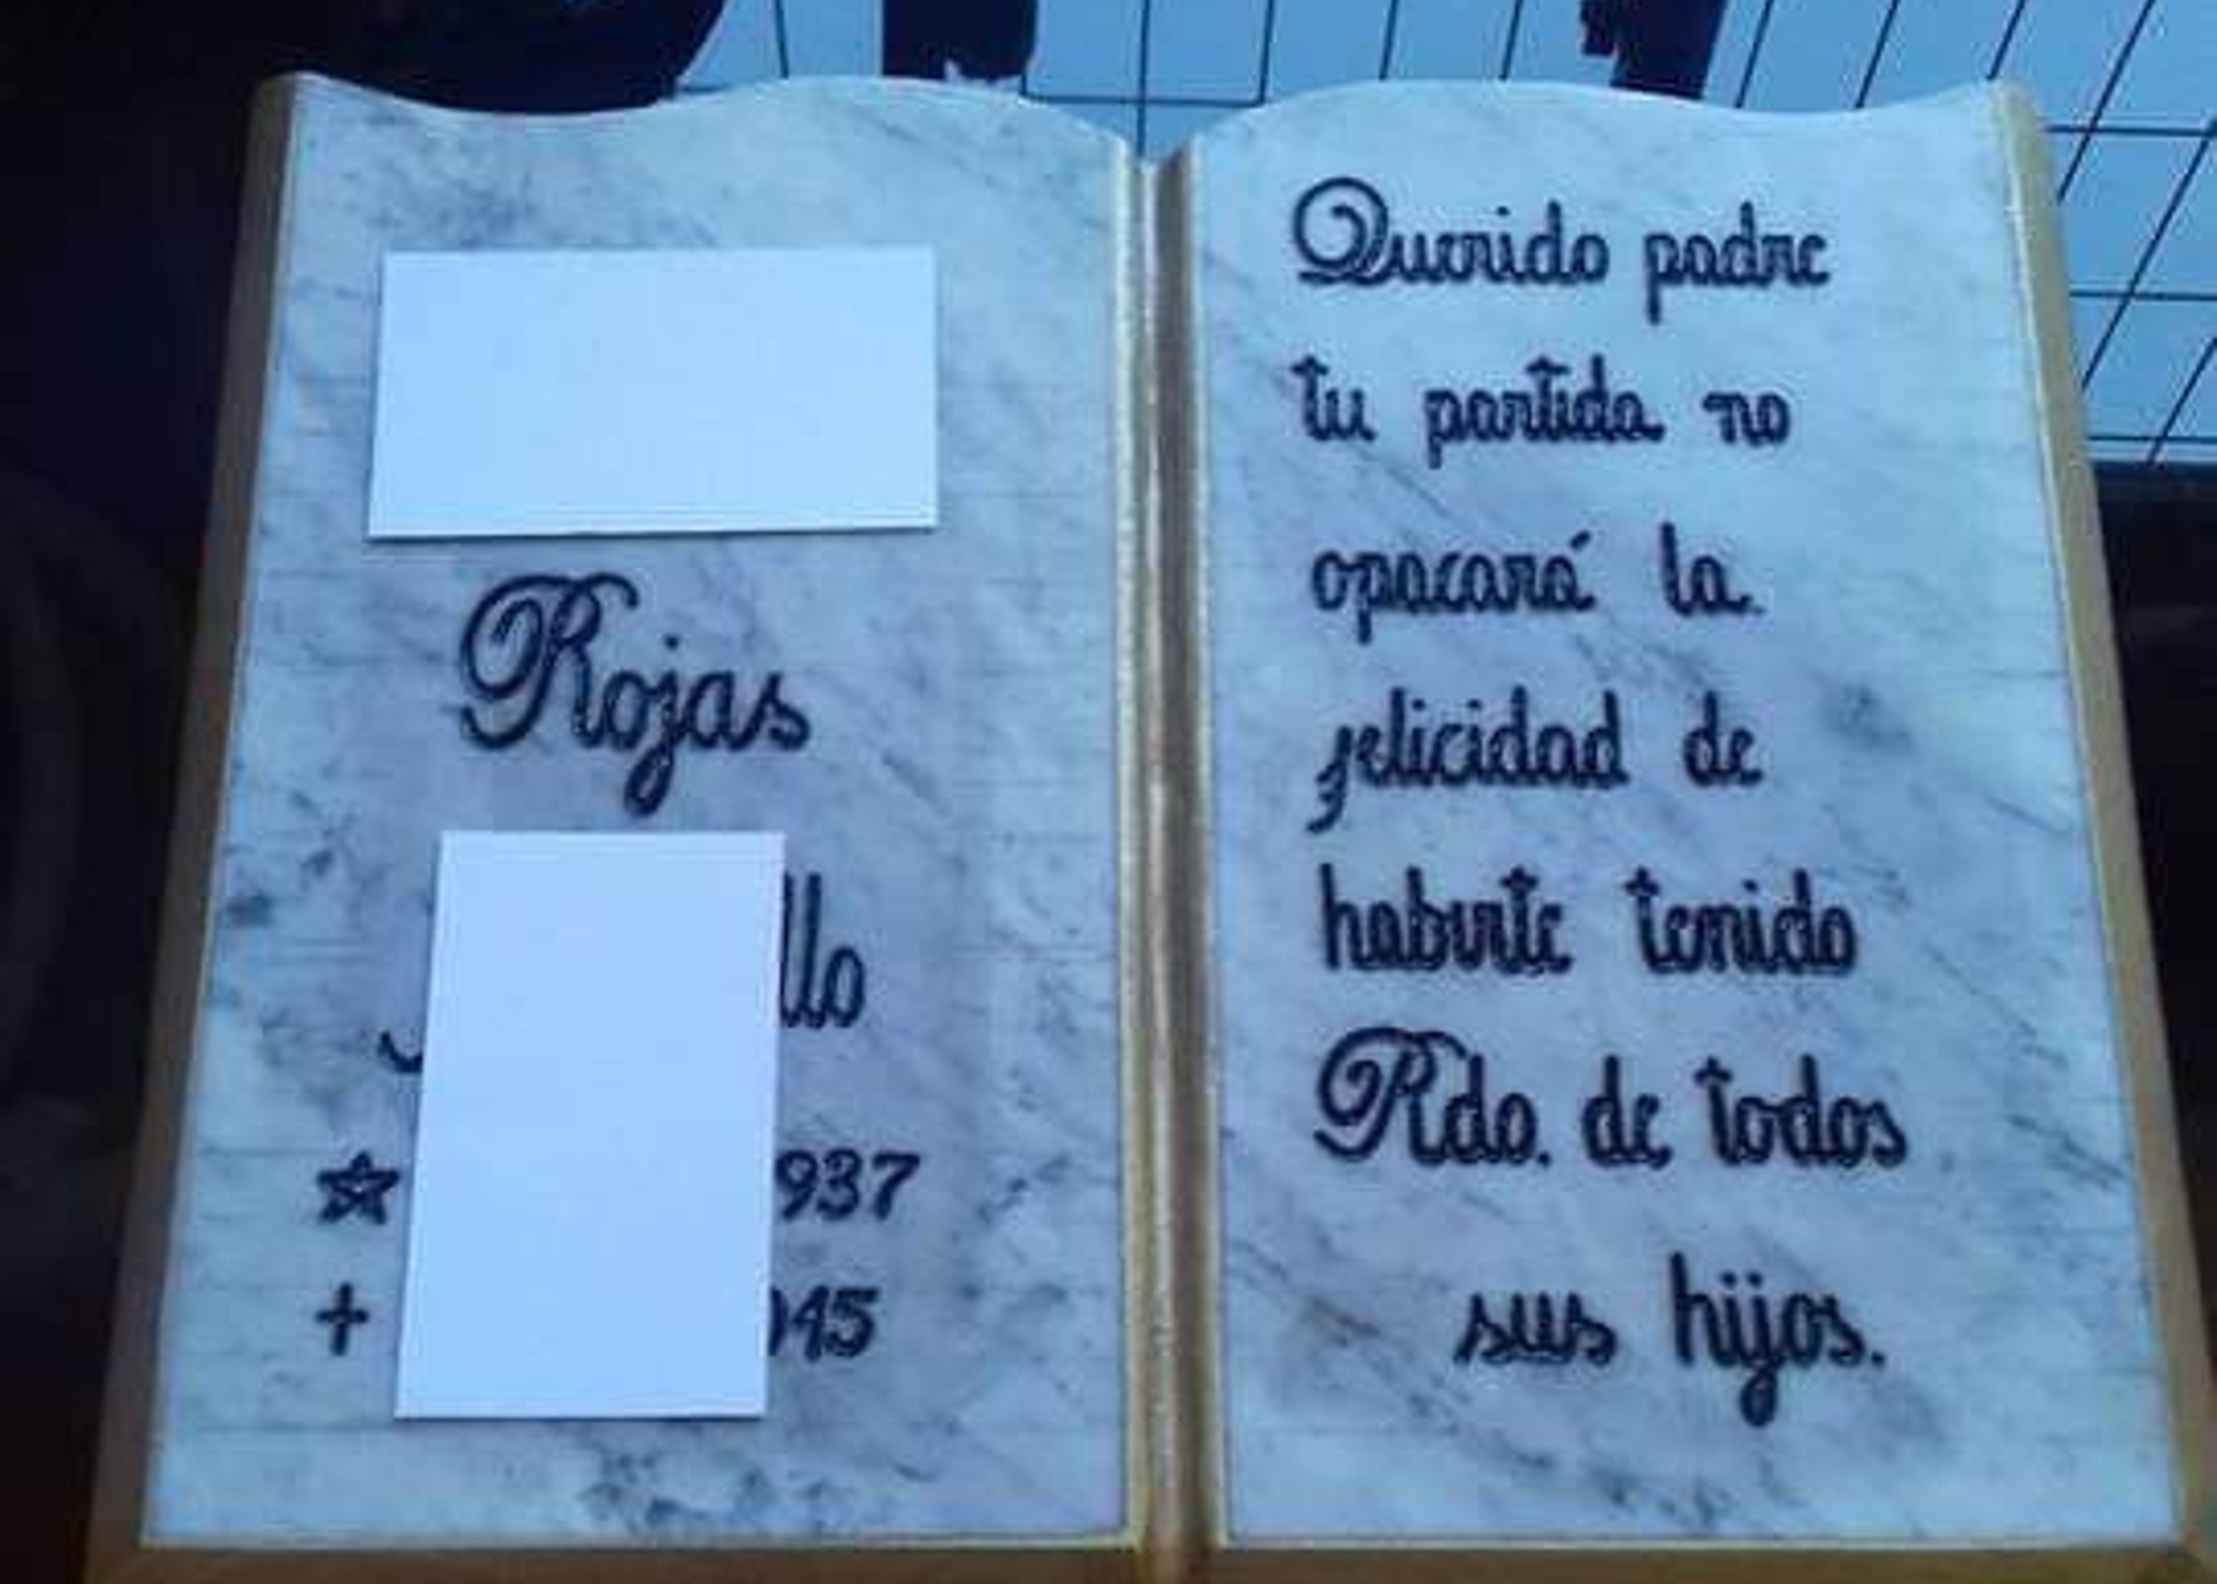 Rojas
llo
937
15
Querido padre
tu partida no
opacará la
felicidad de
haberte tenido
Rdo. de todos
sus hijos.